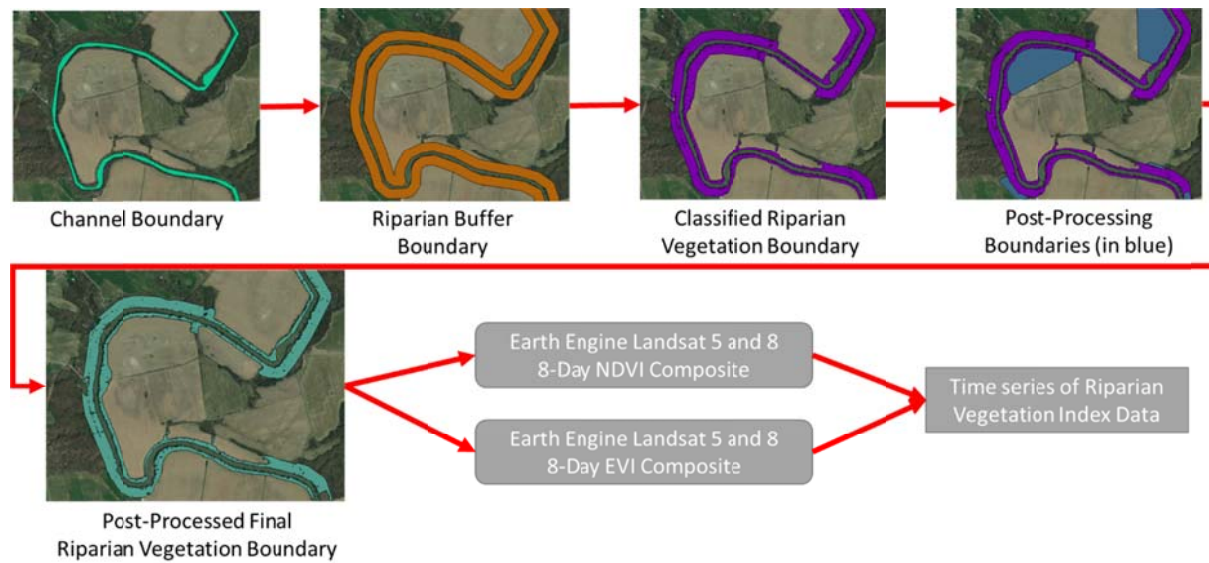 Channel Boundary
Riparian Buffer
Boundary
Classified Riparian
Vegetation Boundary
Post-Processing
Boundaries (in blue)
Post-Processed Final
Riparian Vegetation Boundary
Earth Engine Landsat 5 and 8
8-Day NDVI Composite
Earth Engine Landsat 5 and 8
8-Day EVI Composite
Time series of Riparian
Vegetation Index Data